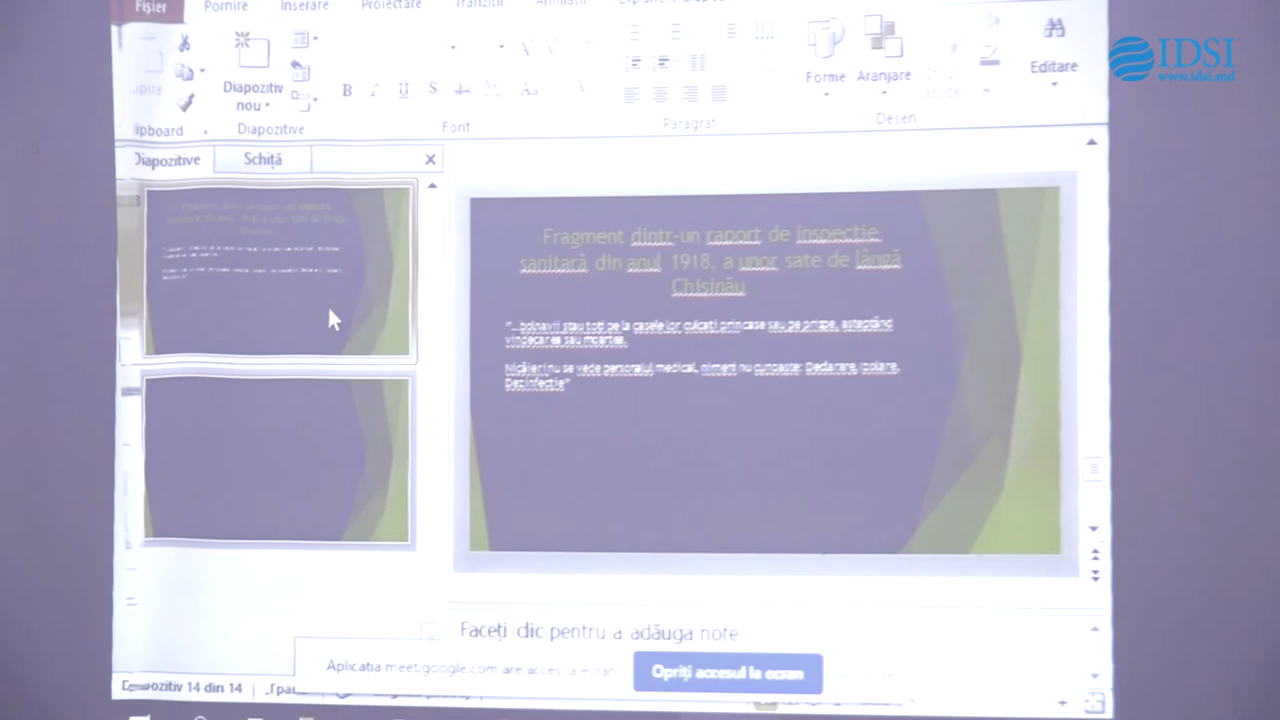 Fișier Pornire Inserare Proiectare Tranziții Animații
IDSI
www.idsi.md
Diapozitiv nou
Forme Aranjare Editare
B I U S
Diapozitive Font Paragraf Desen
Diapozitive Schiță
Fragment dintr-un raport de inspecție
sanitară din anul 1918, a unor sate de lângă
Chișinău
"...bolnavii stau toți pe la casele lor culcați prin case sau pe prispe, așteptând
vindecarea sau moartea.
Nicăieri nu se vede personalul medical, nimeni nu cunoaște: Declarare, Izolare,
Dezinfecție"
Faceți clic pentru a adăuga note
Aplicația meet.google.com are acces la ecran
Opriți accesul la ecran
14 din 14